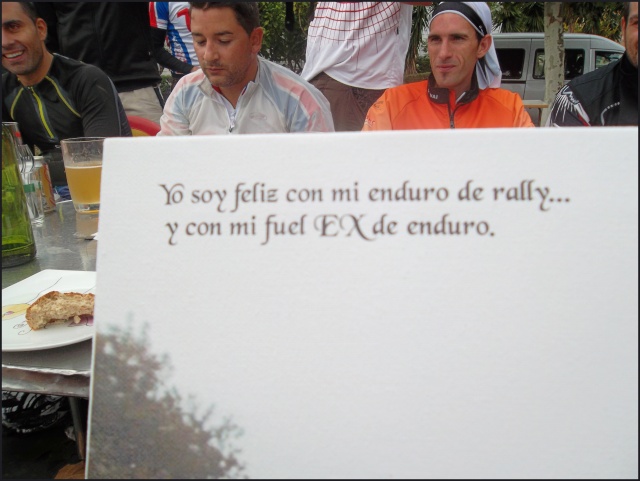 Yo soy feliz con mi enduro de rally...
y con mi fuel EX de enduro.